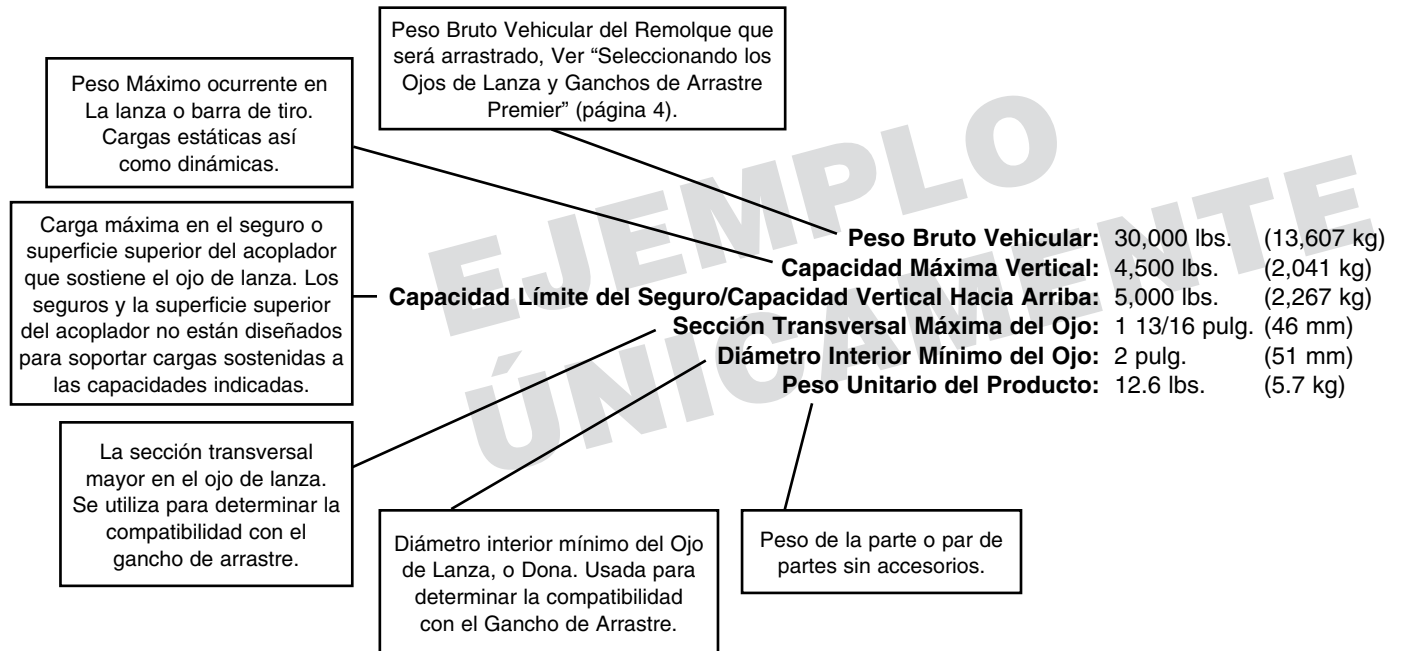 Peso Bruto Vehicular del Remolque que
será arrastrado, Ver “Seleccionando los
Ojos de Lanza y Ganchos de Arrastre
Premier” (página 4).
Peso Máximo ocurrente en
La lanza o barra de tiro.
Cargas estáticas así
como dinámicas.
Carga máxima en el seguro o
superficie superior del acoplador
que sostiene el ojo de lanza. Los
seguros y la superficie superior
del acoplador no están diseñados
para soportar cargas sostenidas a
las capacidades indicadas.
EJEMPLO
ÚNICAMENTE
Peso Bruto Vehicular: 30,000 lbs. (13,607 kg)
Capacidad Máxima Vertical: 4,500 lbs. (2,041 kg)
Capacidad Límite del Seguro/Capacidad Vertical Hacia Arriba: 5,000 lbs. (2,267 kg)
Sección Transversal Máxima del Ojo: 1 13/16 pulg. (46 mm)
Diámetro Interior Mínimo del Ojo: 2 pulg. (51 mm)
Peso Unitario del Producto: 12.6 lbs. (5.7 kg)
La sección transversal
mayor en el ojo de lanza.
Se utiliza para determinar la
compatibilidad con el
gancho de arrastre.
Diámetro interior mínimo del Ojo
de Lanza, o Dona. Usada para
determinar la compatibilidad
con el Gancho de Arrastre.
Peso de la parte o par de
partes sin accesorios.